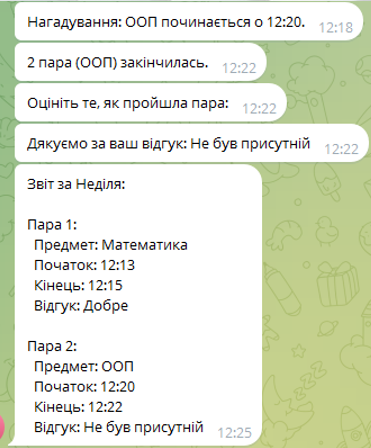 Нагадування: ООП починається о 12:20. 12:18
2 пара (ООП) закінчилась. 12:22
Оцініть те, як пройшла пара: 12:22
Дякуємо за ваш відгук: Не був присутній 12:22
Звіт за Неділя:
Пара 1:
Предмет: Математика
Початок: 12:13
Кінець: 12:15
Відгук: Добре
Пара 2:
Предмет: ООП
Початок: 12:20
Кінець: 12:22
Відгук: Не був присутній 12:25